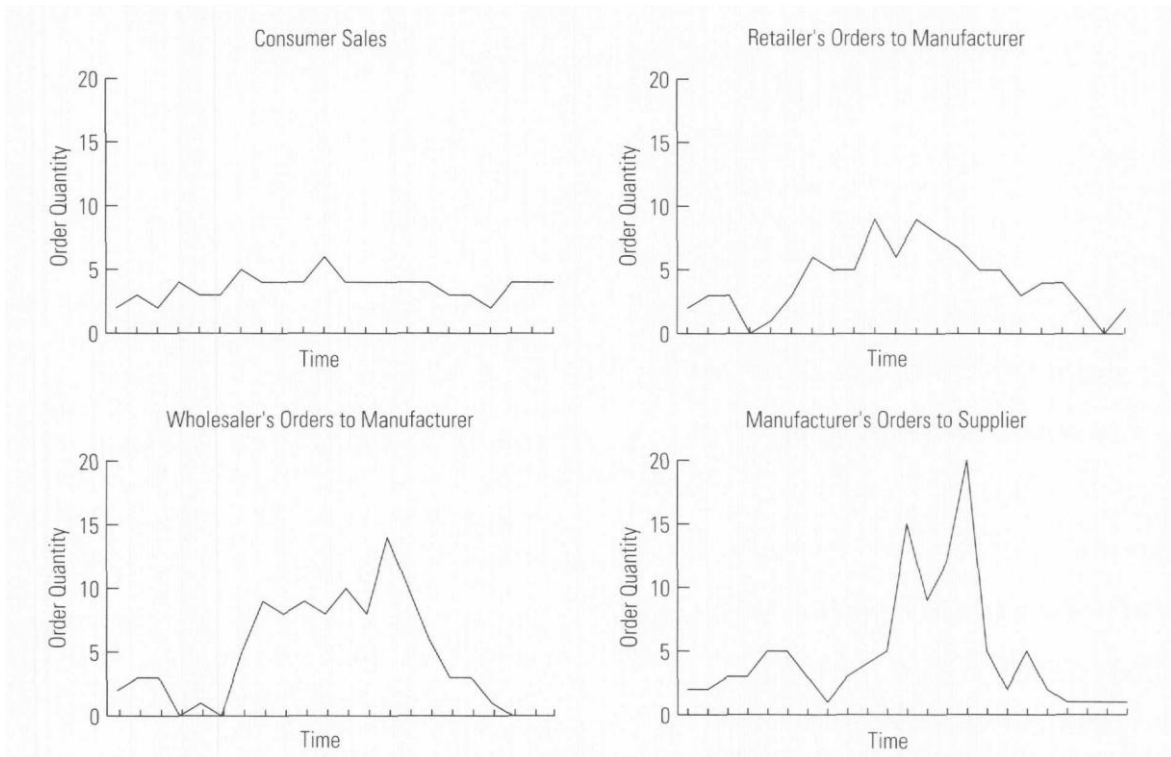 Consumer Sales
20
15
10
5
0
Order Quantity
Time
Retailer's Orders to Manufacturer
20
15
10
5
0
Order Quantity
Time
Wholesaler's Orders to Manufacturer
20
15
10
5
0
Order Quantity
Time
Manufacturer's Orders to Supplier
20
15
10
5
0
Order Quantity
Time